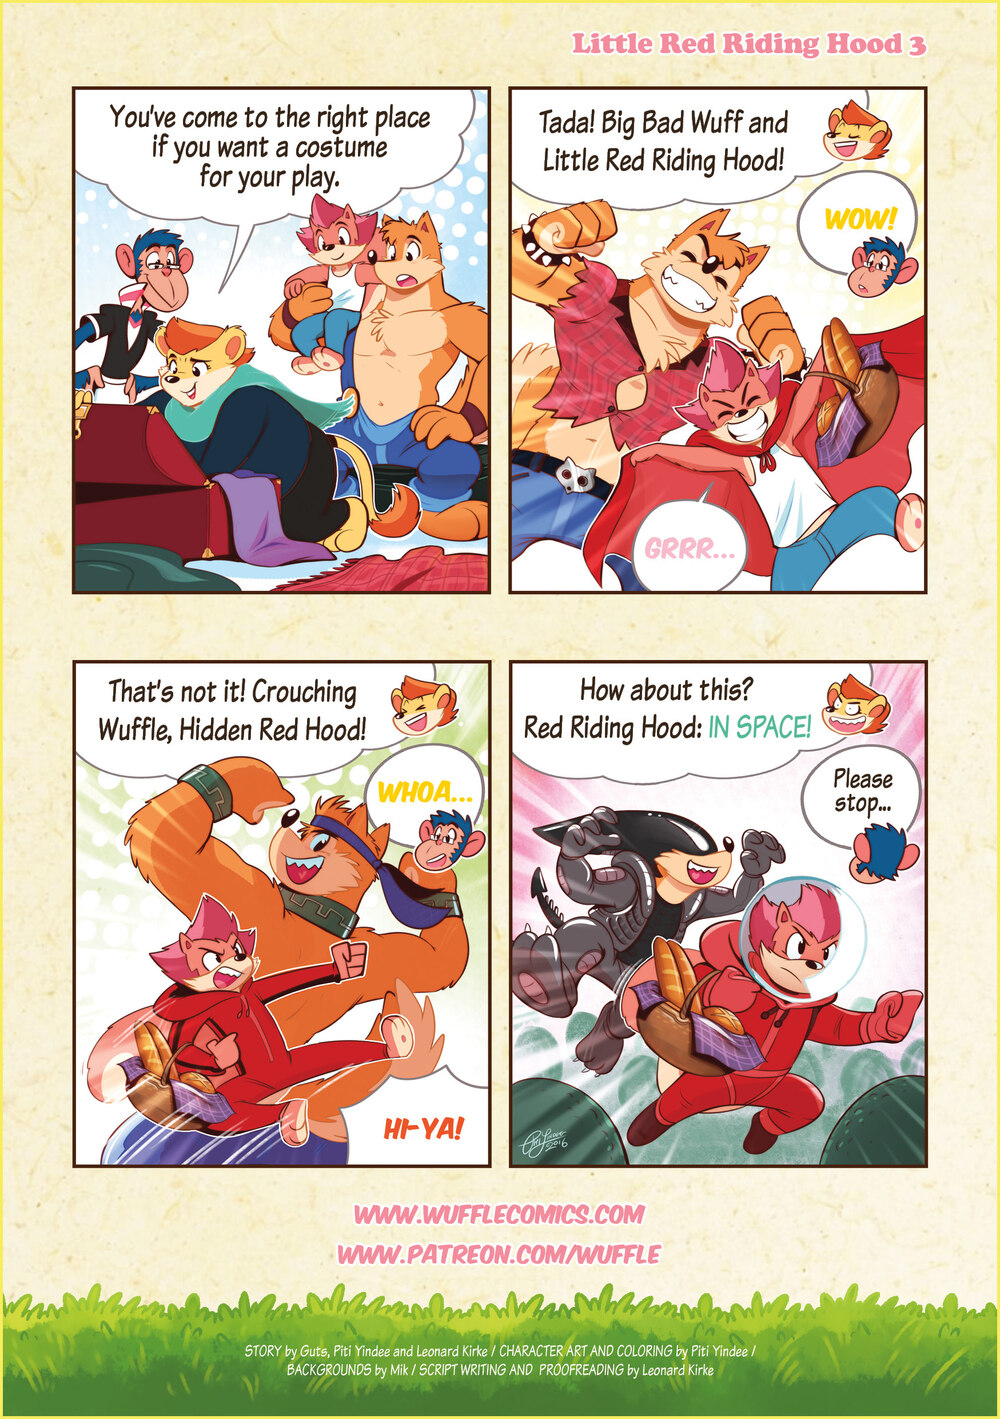 Little Red Riding Hood 3
You've come to the right place
if you want a costume
for your play.
Tada! Big Bad Wuff and
Little Red Riding Hood!
WOW!
GRRR...
That's not it! Crouching
Wuffle, Hidden Red Hood!
WHOA...
HI-YA!
How about this?
Red Riding Hood: IN SPACE!
Please
stop...
2016
WWW.WUFFLECOMICS.COM
WWW.PATREON.COM/WUFFLE
STORY by Guts, Piti Yindee and Leonard Kirke / CHARACTER ART AND COLORING by Piti Yindee /
BACKGROUNDS by Mik / SCRIPT WRITING AND PROOFREADING by Leonard Kirke